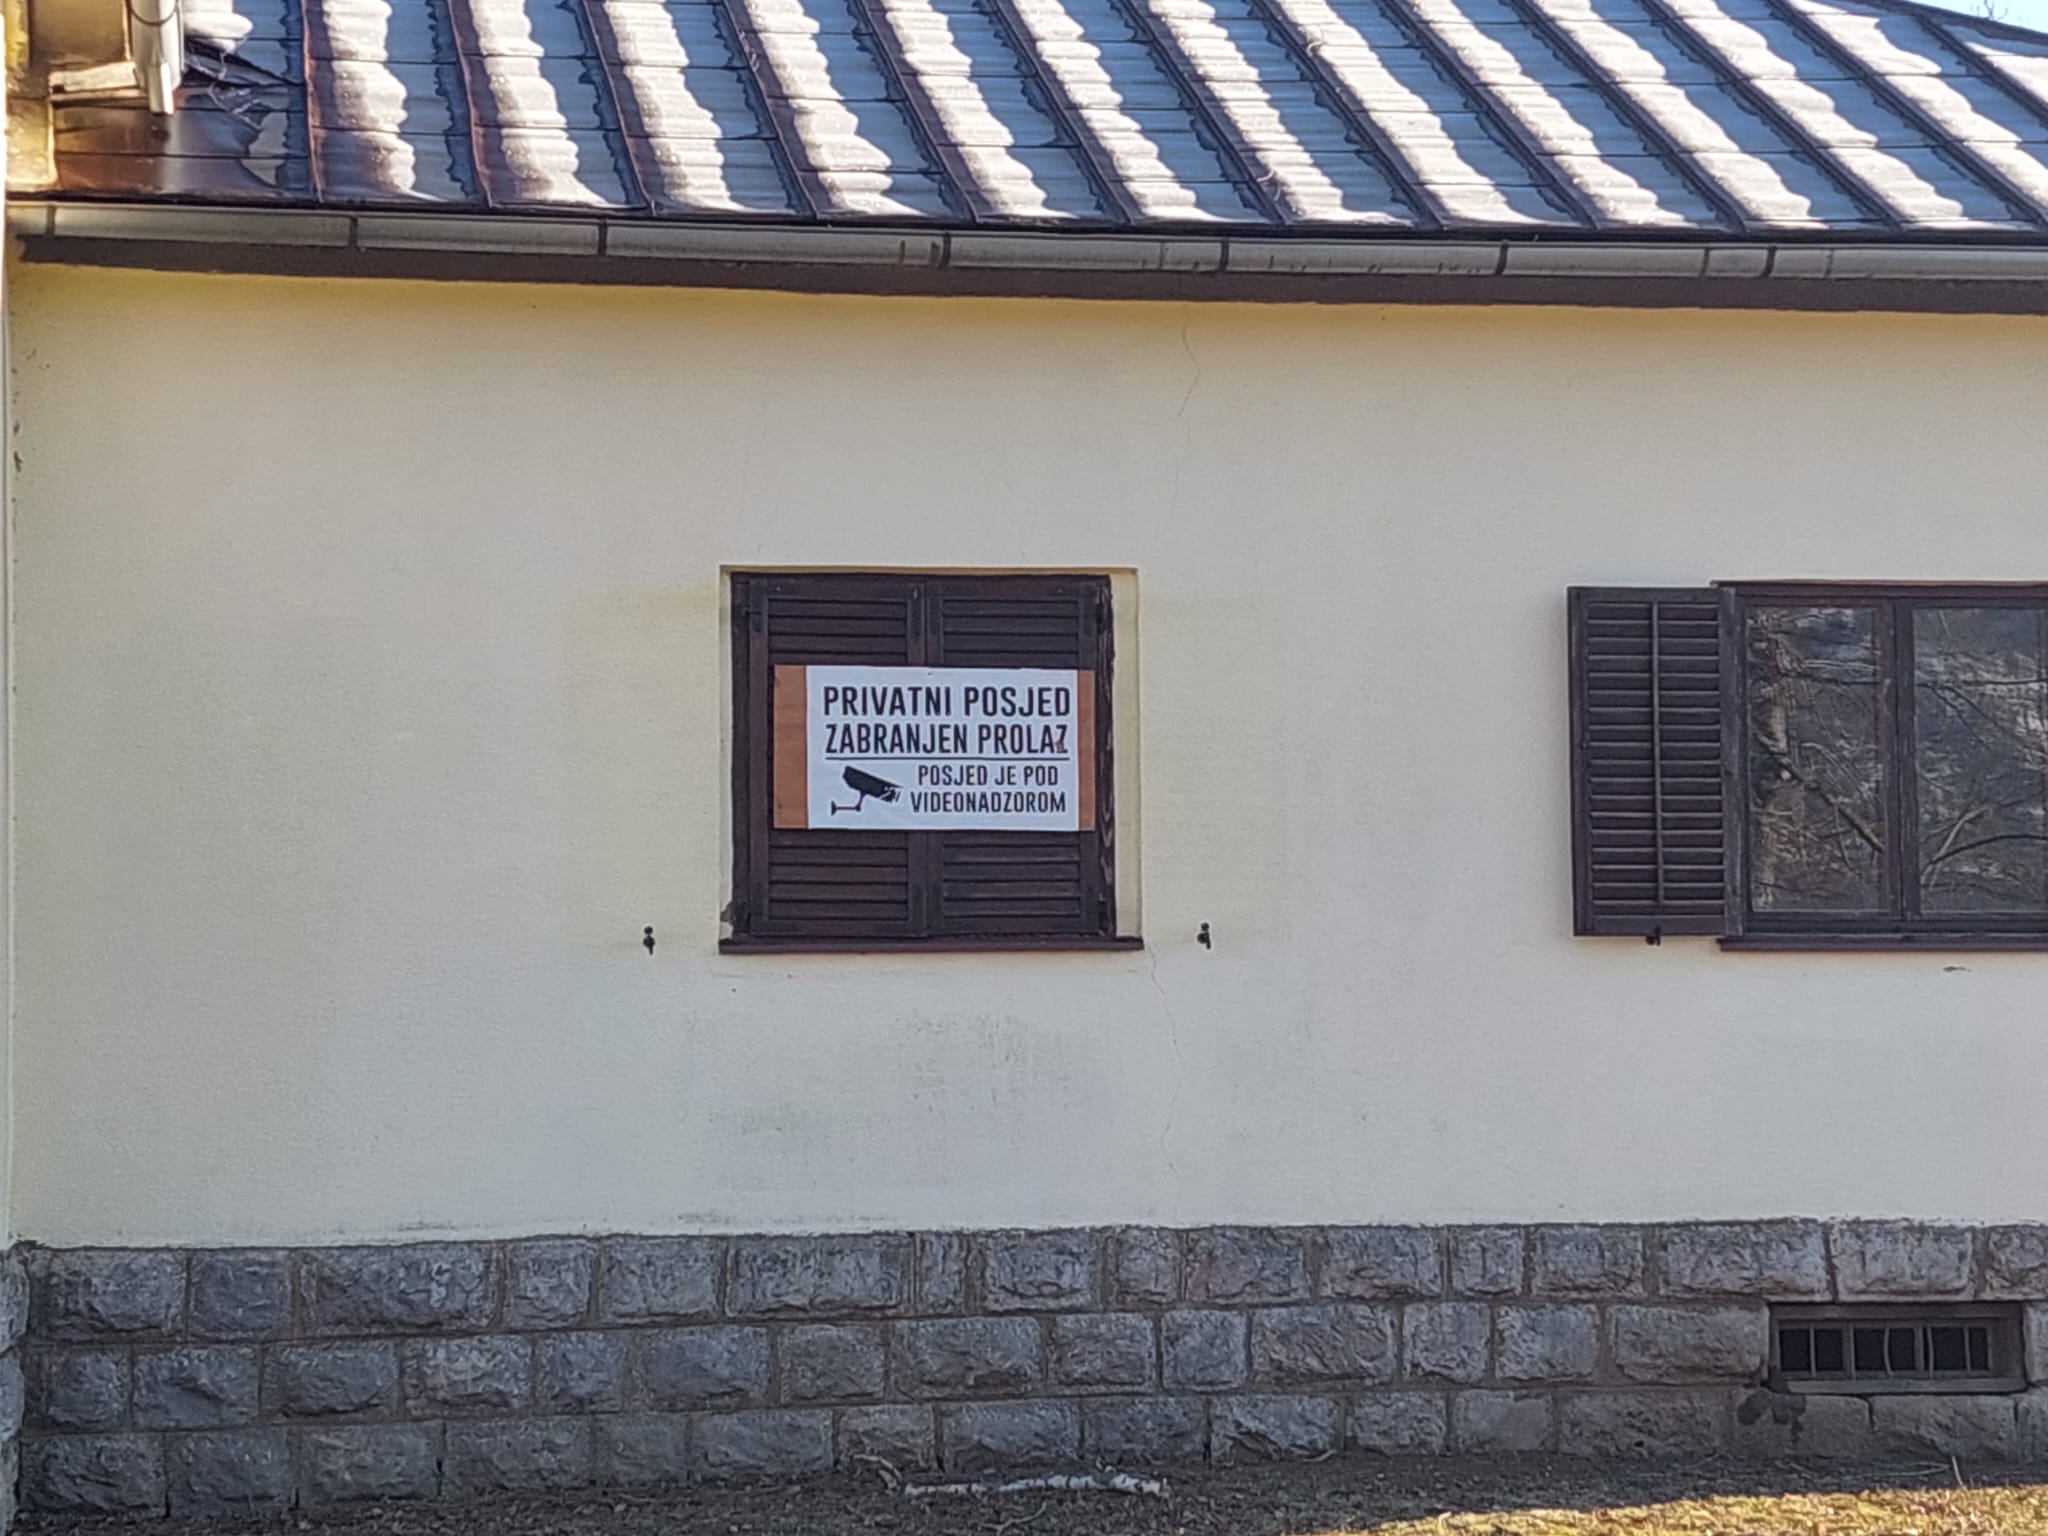 PRIVATNI POSJED
ZABRANJEN PROLAZ
POSJED JE POD
VIDEONADZOROM